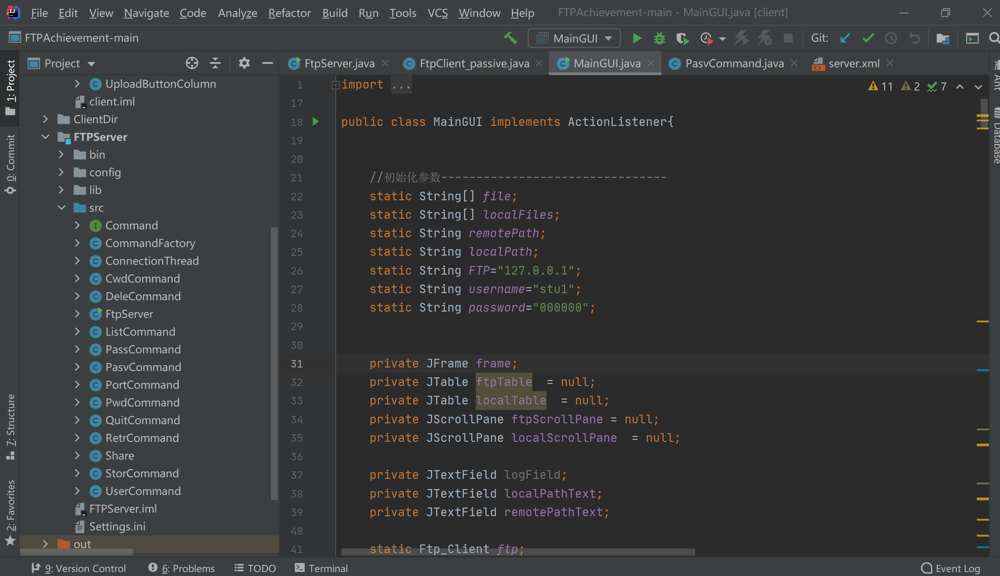 File Edit View Navigate Code Analyze Refactor Build Run Tools VCS Window Help FTPAchievement-main - MainGUI.java [client]
FTPAchievement-main MainGUI Git:
1: Project
0: Commit
7: Structure
2: Favorites
Project
UploadButtonColumn
client.iml
ClientDir
FTPServer
bin
config
lib
src
Command
CommandFactory
ConnectionThread
CwdCommand
DeleCommand
FtpServer
ListCommand
PassCommand
PasvCommand
PortCommand
PwdCommand
QuitCommand
RetrCommand
Share
StorCommand
UserCommand
FTPServer.iml
Settings.ini
out
FtpServer.java FtpClient_passive.java MainGUI.java PasvCommand.java server.xml
11 2 7
1 import ...
17
18 public class MainGUI implements ActionListener{
19
20
21 //初始化参数--------------------------------
22 static String[] file;
23 static String[] localFiles;
24 static String remotePath;
25 static String localPath;
26 static String FTP="127.0.0.1";
27 static String username="stu1";
28 static String password="000000";
29
30
31 private JFrame frame;
32 private JTable ftpTable  = null;
33 private JTable localTable  = null;
34 private JScrollPane ftpScrollPane = null;
35 private JScrollPane localScrollPane  = null;
36
37 private JTextField logField;
38 private JTextField localPathText;
39 private JTextField remotePathText;
40
41 static Ftp_Client ftp;
Ant
Database
9: Version Control 6: Problems TODO Terminal Event Log